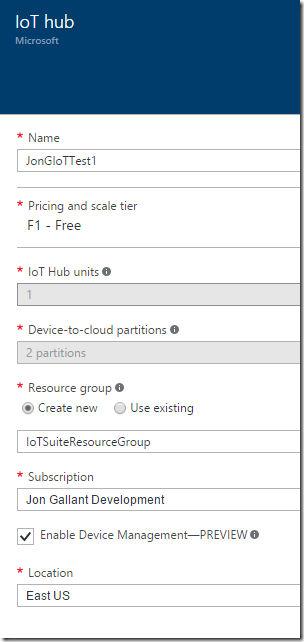 IoT hub
Microsoft
* Name
JonGIoTTest1
* Pricing and scale tier
F1 - Free
* IoT Hub units
1
* Device-to-cloud partitions
2 partitions
* Resource group
Create new Use existing
IoTSuiteResourceGroup
* Subscription
Jon Gallant Development
Enable Device Management—PREVIEW
* Location
East US